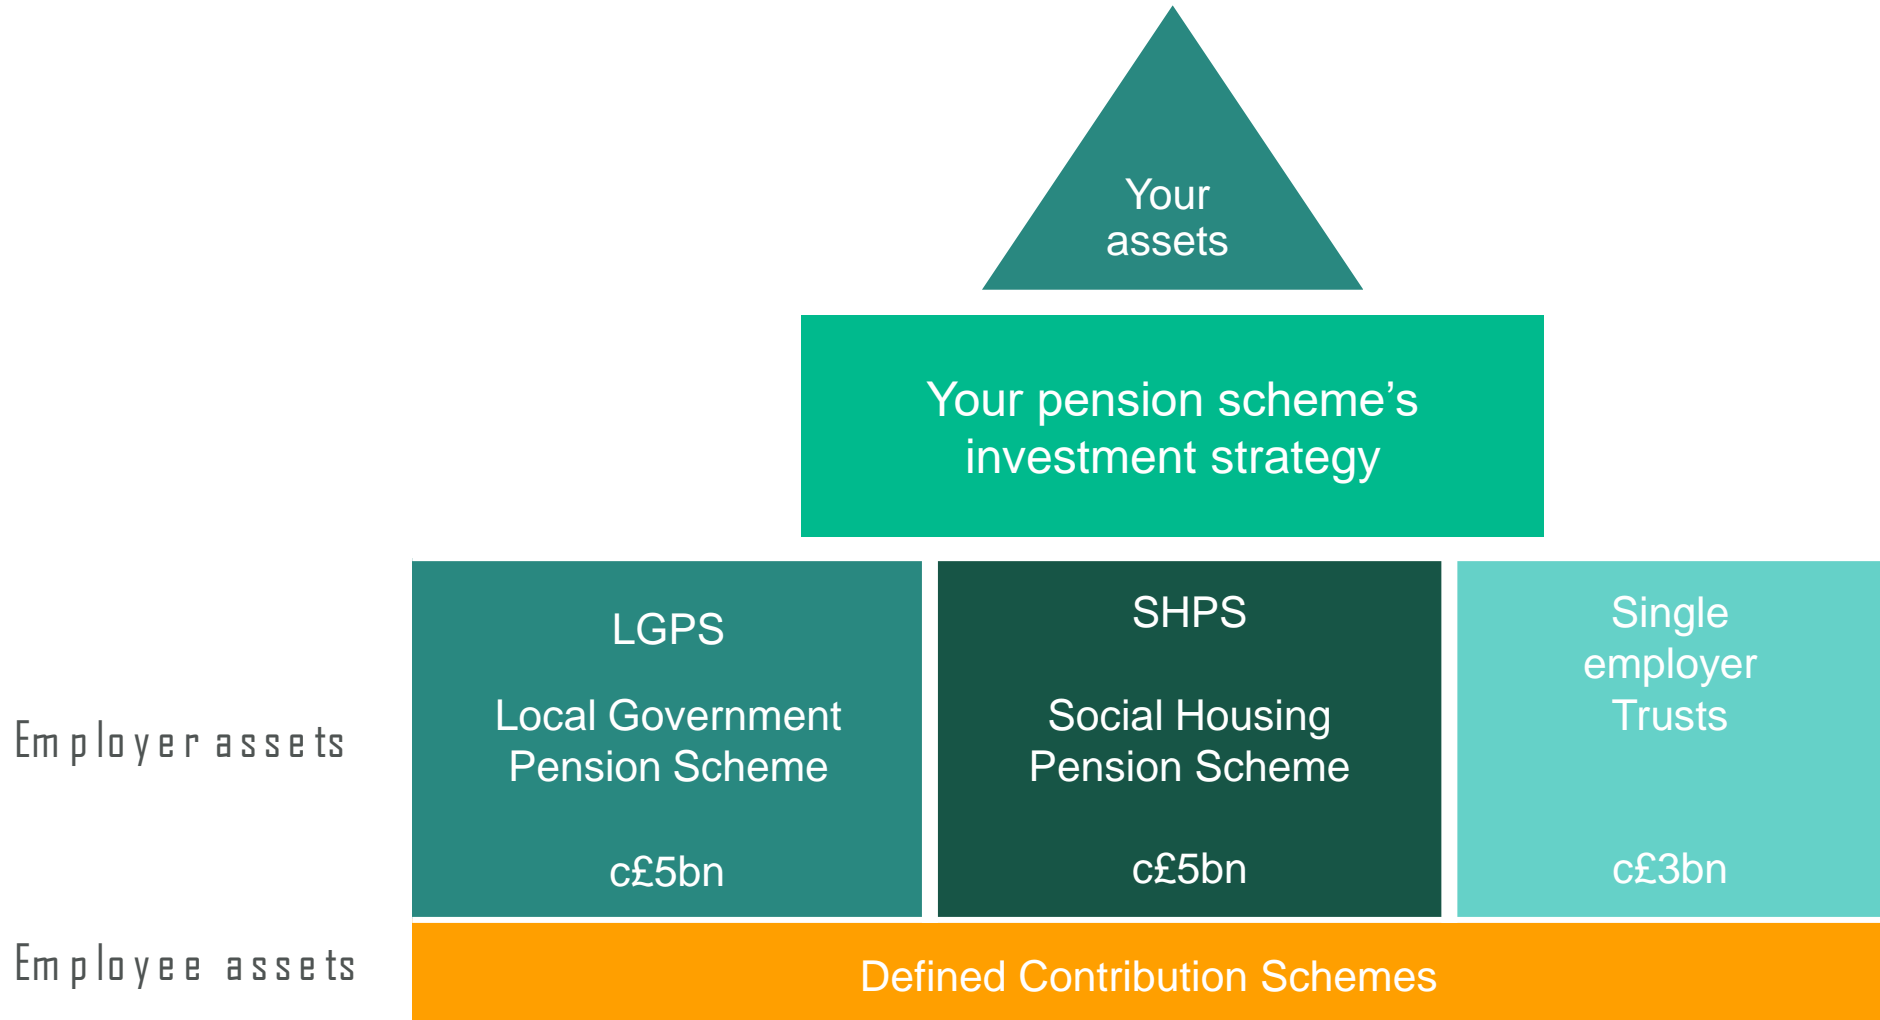 Your
assets
Your pension scheme’s
investment strategy
Employer assets
LGPS
Local Government
Pension Scheme
c£5bn
SHPS
Social Housing
Pension Scheme
c£5bn
Single
employer
Trusts
c£3bn
Employee assets
Defined Contribution Schemes